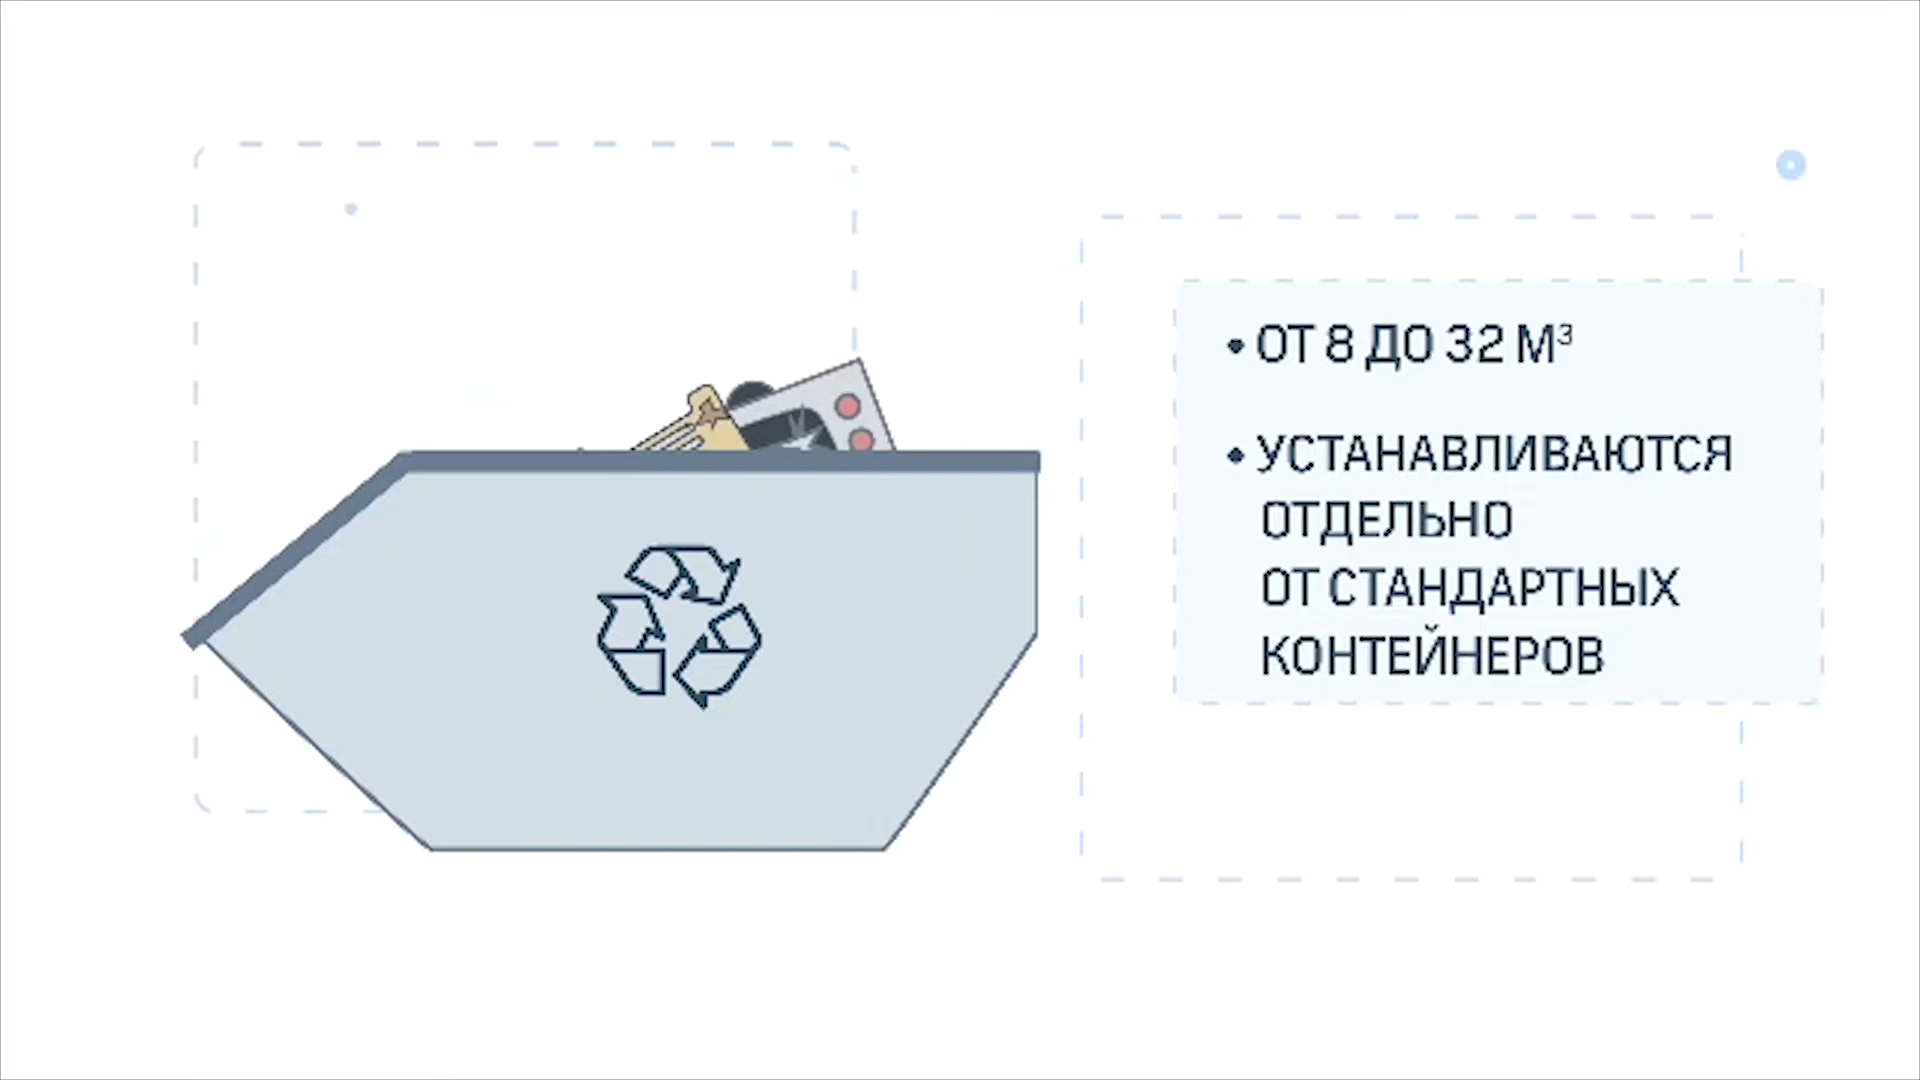 • ОТ 8 ДО 32 М³
• УСТАНАВЛИВАЮТСЯ
ОТДЕЛЬНО
ОТ СТАНДАРТНЫХ
КОНТЕЙНЕРОВ